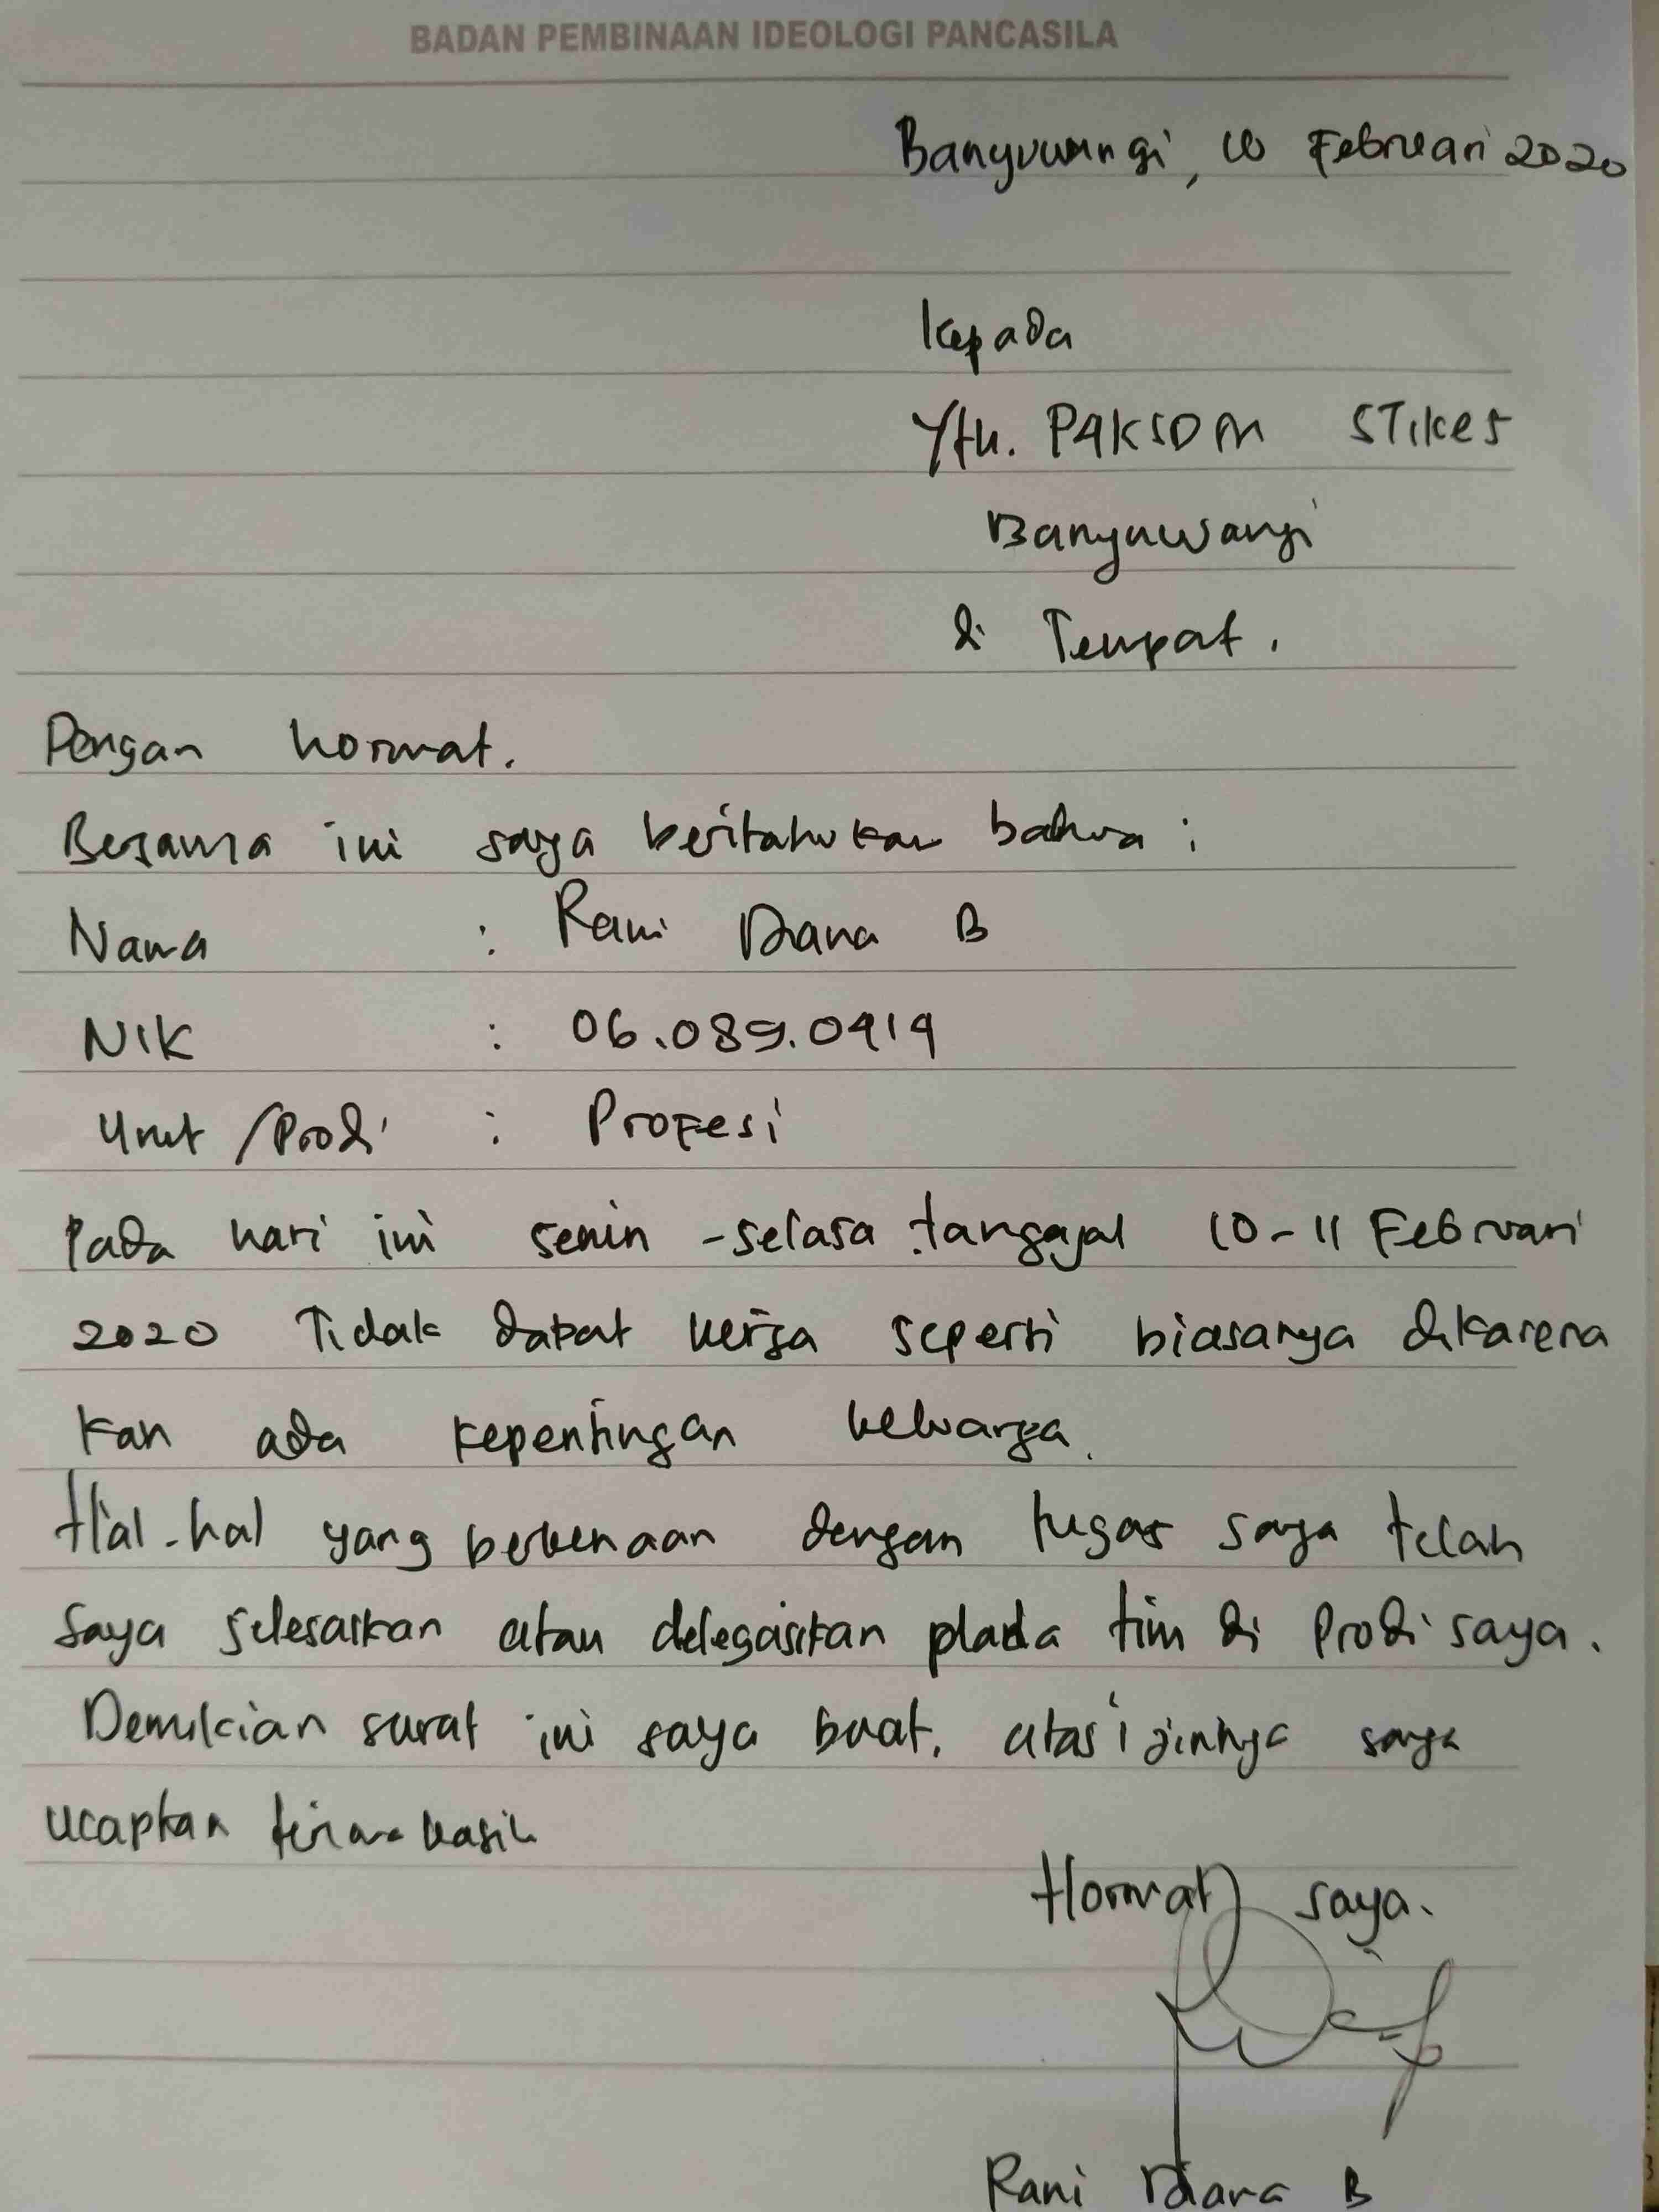 BADAN PEMBINAAN IDEOLOGI PANCASILA
Banyuwangi, 10 Februari 2020
Kepada
Yth. PAKSDM STIKes
Banyuwangi
di Tempat.
Dengan hormat.
Bersama ini saya beritahukan bahwa :
Nama : Rani Diana B
NIK : 06.089.0919
Unit /Prodi : Profesi
Pada hari ini senin - selasa tanggal 10-11 Februari
2020 Tidak dapat kerja seperti biasanya dikarena
kan ada kepentingan keluarga.
Hal-hal yang berkenaan dengan tugas saya telah
saya selesaikan atau delegasikan pada tim di Prodi saya.
Demikian surat ini saya buat, atas ijinnya saya
ucapkan terima kasih
Hormat saya.
Rani Diana B